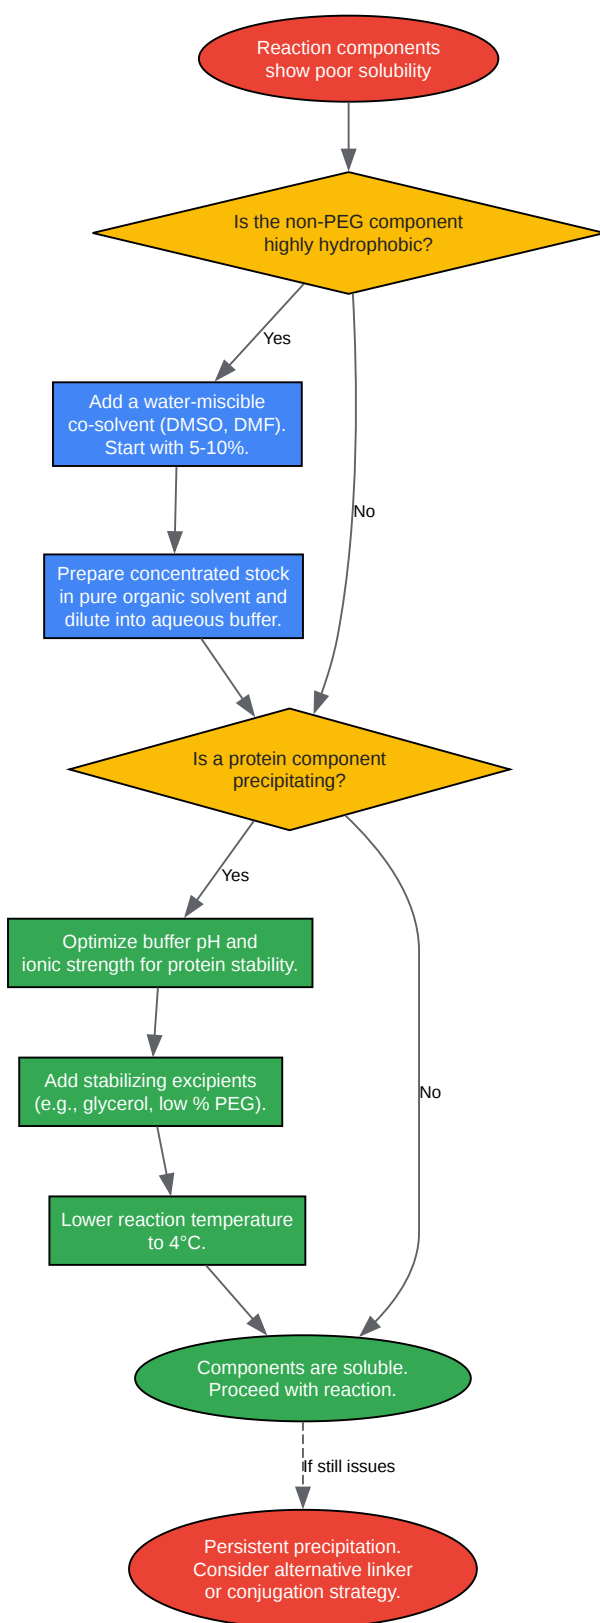 Reaction components
show poor solubility
Is the non-PEG component
highly hydrophobic?
Yes
Add a water-miscible
co-solvent (DMSO, DMF).
Start with 5-10%.
No
Prepare concentrated stock
in pure organic solvent and
dilute into aqueous buffer.
Is a protein component
precipitating?
Yes
Optimize buffer pH and
ionic strength for protein stability.
Add stabilizing excipients
(e.g., glycerol, low % PEG).
No
Lower reaction temperature
to 4°C.
Components are soluble.
Proceed with reaction.
If still issues
Persistent precipitation.
Consider alternative linker
or conjugation strategy.